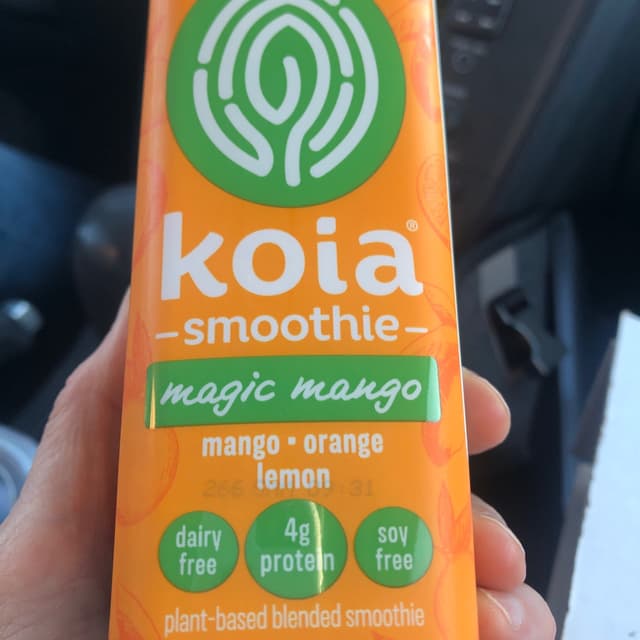 koia®
-smoothie-
magic mango
mango • orange
lemon
dairy
free
4g
protein
soy
free
plant-based blended smoothie